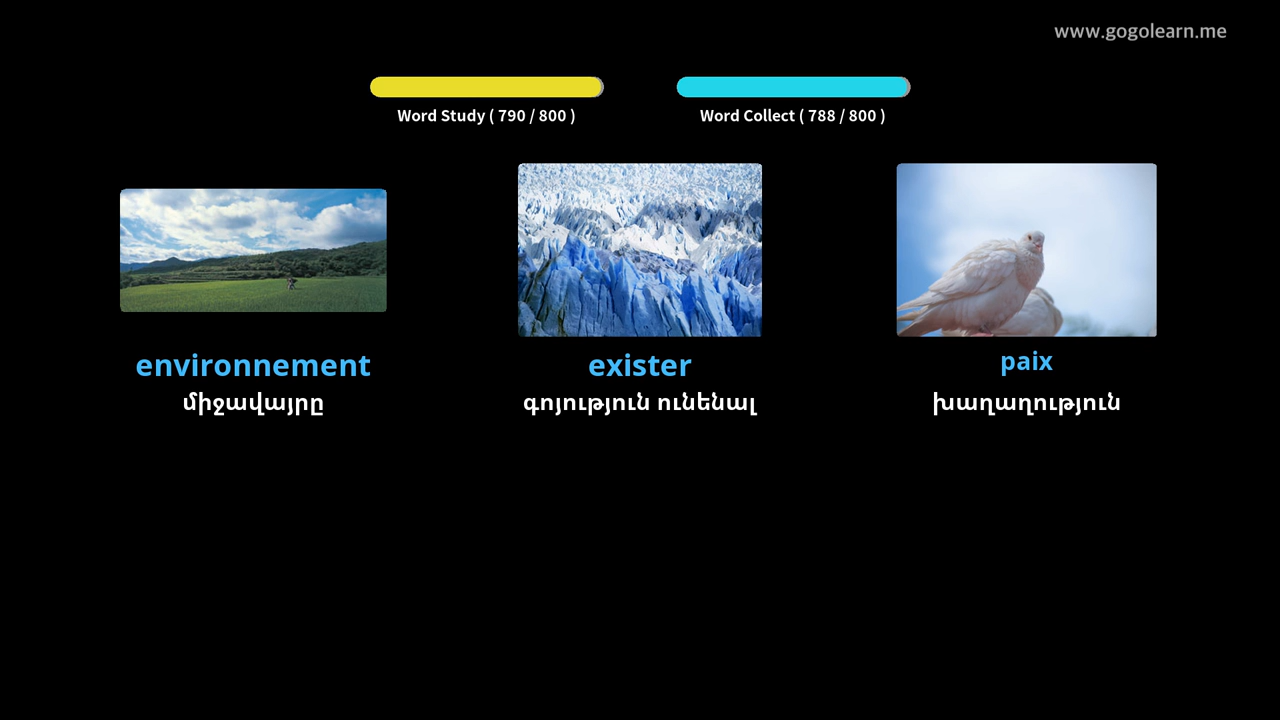 www.gogolearn.me
Word Study ( 790 / 800 )
Word Collect ( 788 / 800 )
environnement
միջավայրը
exister
գոյություն ունենալ
paix
խաղաղություն